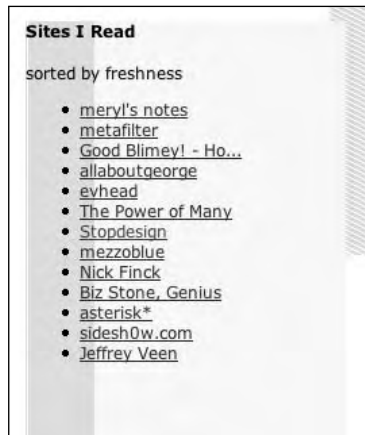 Sites I Read
sorted by freshness
• meryl's notes
• metafilter
• Good Blimey! - Ho...
• allaboutgeorge
• evhead
• The Power of Many
• Stopdesign
• mezzoblue
• Nick Finck
• Biz Stone, Genius
• asterisk*
• sidesh0w.com
• Jeffrey Veen